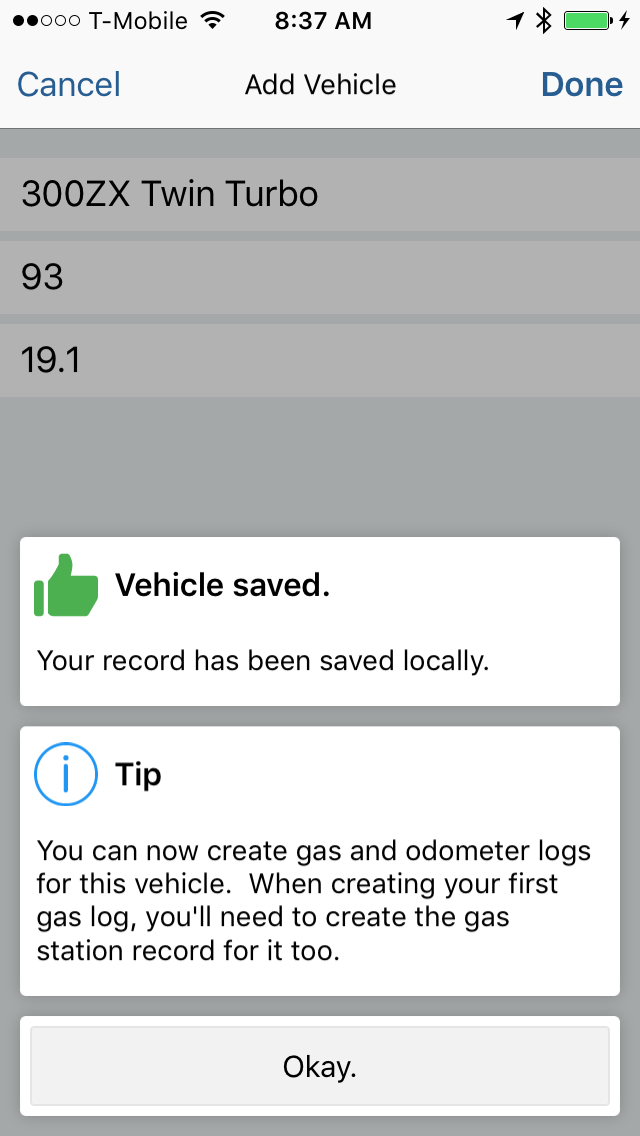 T-Mobile 8:37 AM
Cancel Add Vehicle Done
300ZX Twin Turbo
93
19.1
Vehicle saved.
Your record has been saved locally.
Tip
You can now create gas and odometer logs
for this vehicle.  When creating your first
gas log, you'll need to create the gas
station record for it too.
Okay.